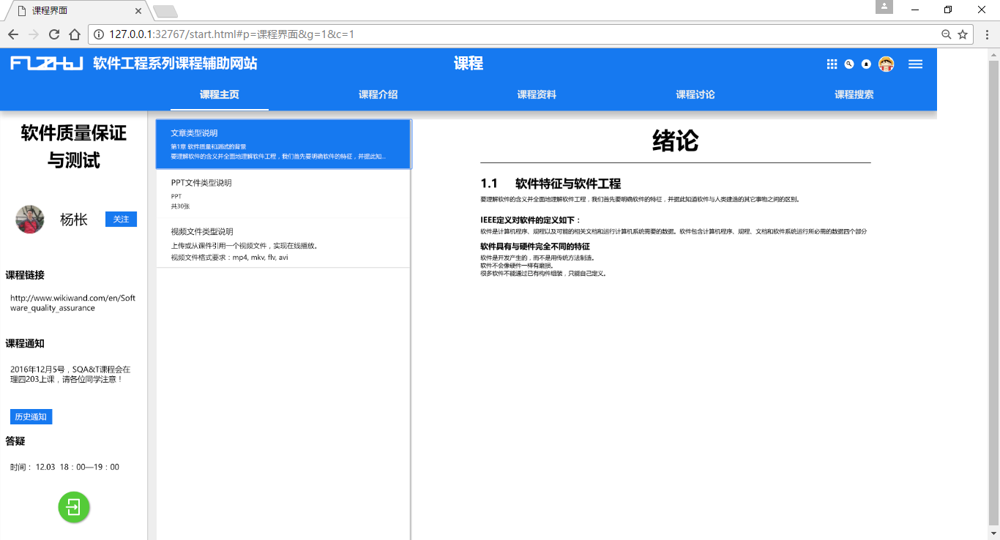 课程界面
127.0.0.1:32767/start.html#p=课程界面&g=1&c=1
软件工程系列课程辅助网站
课程
课程主页
课程介绍
课程资料
课程讨论
课程搜索
软件质量保证
与测试
杨枨
关注
课程链接
http://www.wikiwand.com/en/Soft
ware_quality_assurance
课程通知
2016年12月5号，SQA&T课程会在
理四203上课，请各位同学注意！
历史通知
答疑
时间： 12.03 18：00—19：00
文章类型说明
第1章 软件质量和测试的背景
要理解软件的含义并全面地理解软件工程，我们首先要明确软件的特征，并据此知...
PPT文件类型说明
PPT
共30张
视频文件类型说明
上传或从课件引用一个视频文件，实现在线播放。
视频文件格式要求：mp4, mkv, flv, avi
绪论
1.1 软件特征与软件工程
要理解软件的含义并全面地理解软件工程，我们首先要明确软件的特征，并据此知道软件与人类建造的其它事物之间的区别。
IEEE定义对软件的定义如下：
软件是计算机程序、规程以及可能的相关文档和运行计算机系统需要的数据。软件包含计算机程序、规程、文档和软件系统运行所必需的数据四个部分
软件具有与硬件完全不同的特征
软件是开发产生的，而不是用传统方法制造。
软件不会像硬件一样有磨损。
很多软件不能通过已有构件组装，只能自己定义。